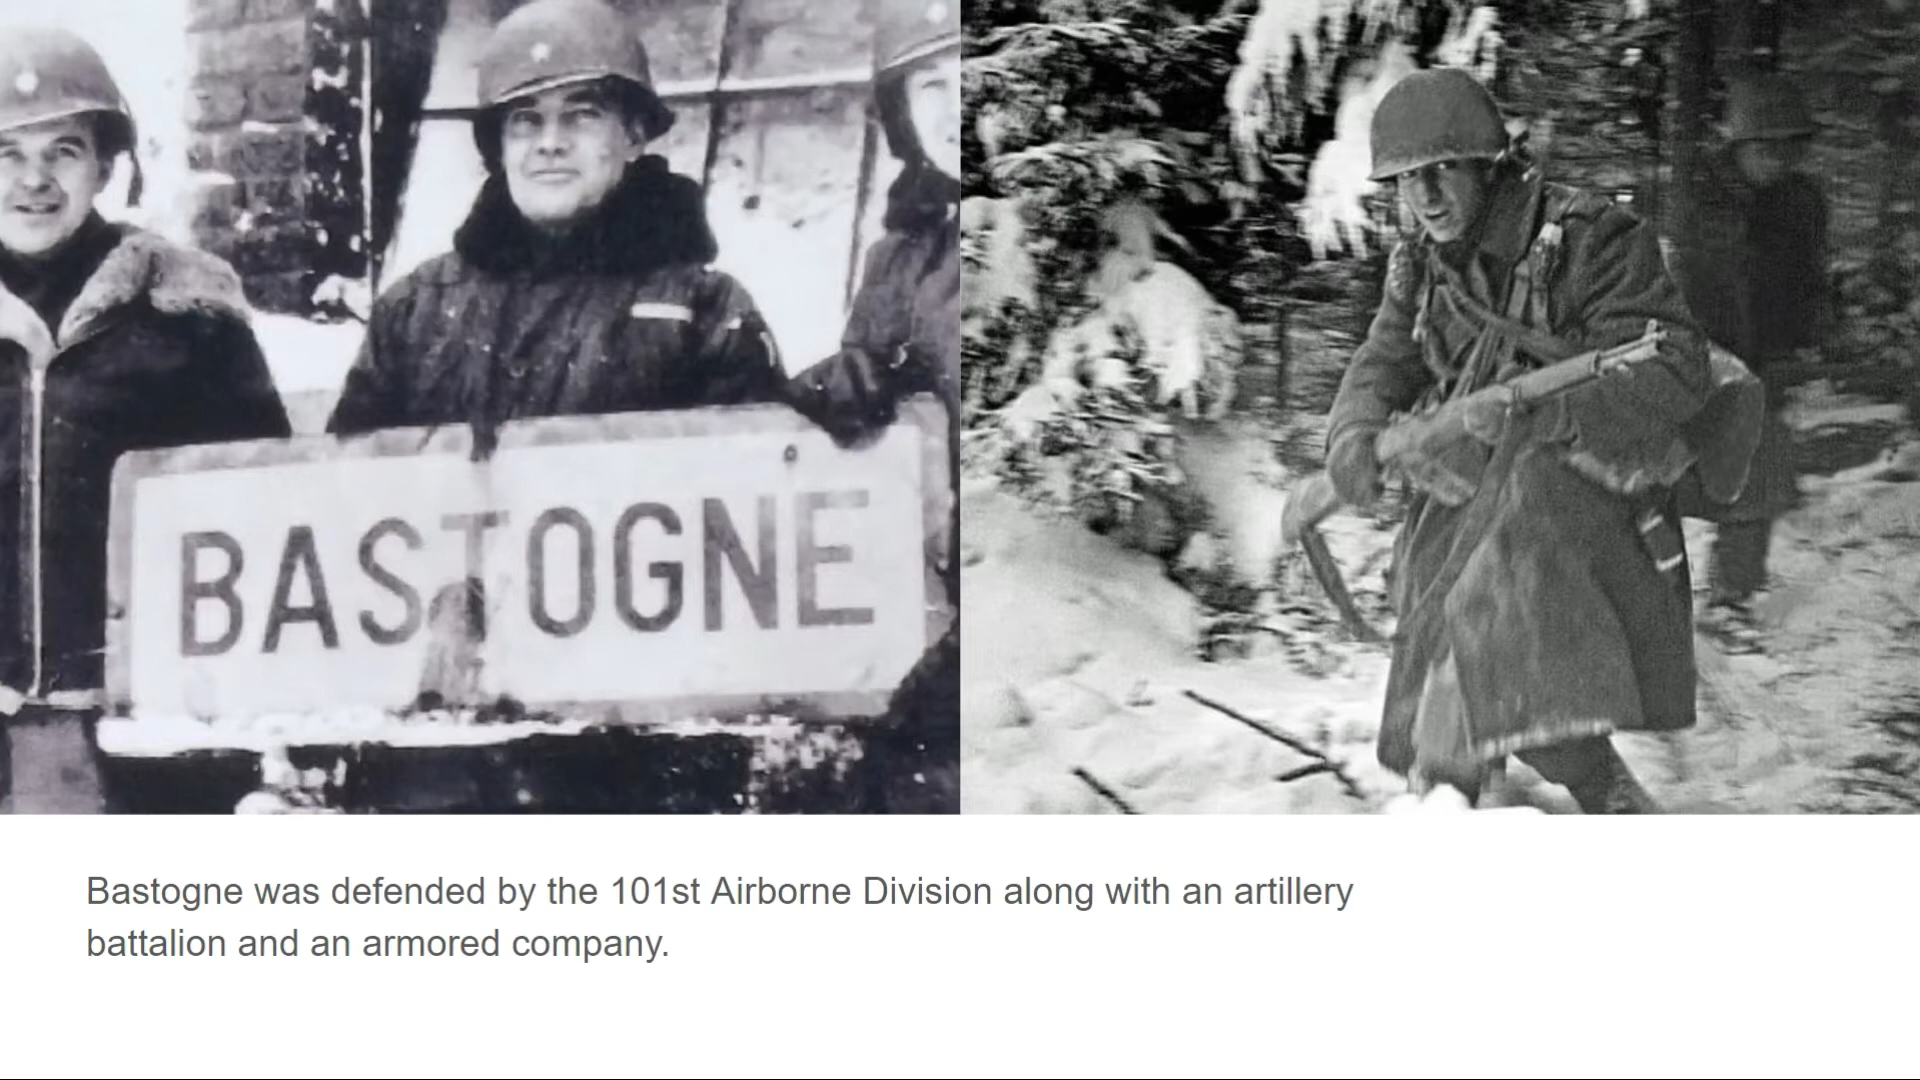 BASTOGNE
Bastogne was defended by the 101st Airborne Division along with an artillery
battalion and an armored company.